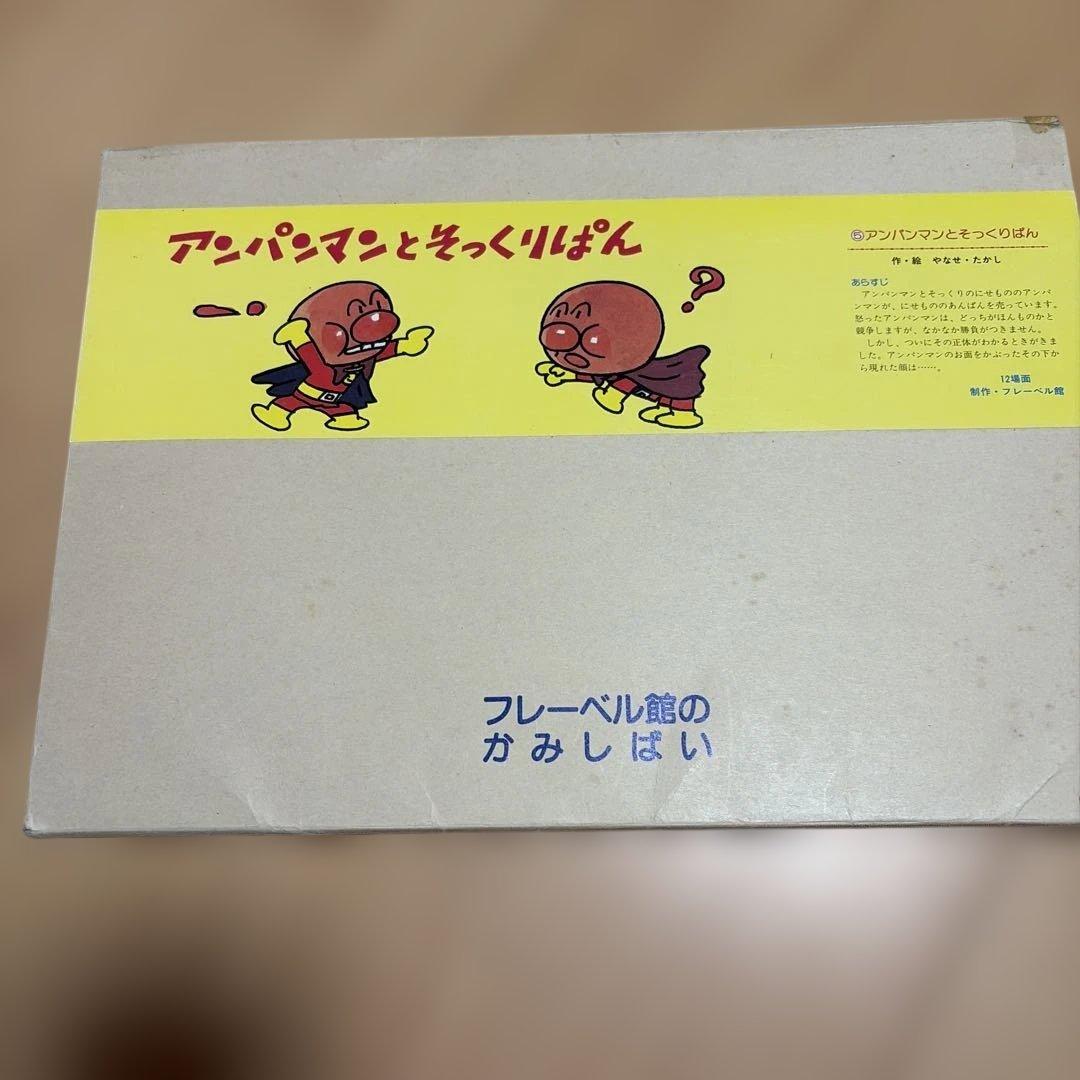 アンパンマンとそっくりぱん
?
⑤アンパンマンとそっくりぱん
作・絵 やなせ・たかし
あらすじ
アンパンマンとそっくりのにせもののアンパ
ンマンが、にせもののあんぱんを売っています。
怒ったアンパンマンは、どっちがほんものかと
競争しますが、なかなか勝負がつきません。
しかし、ついにその正体がわかるときがきま
した。アンパンマンのお面をかぶったその下か
ら現れた顔は……。
12場面
制作・フレーベル館
フレーベル館の
かみしばい